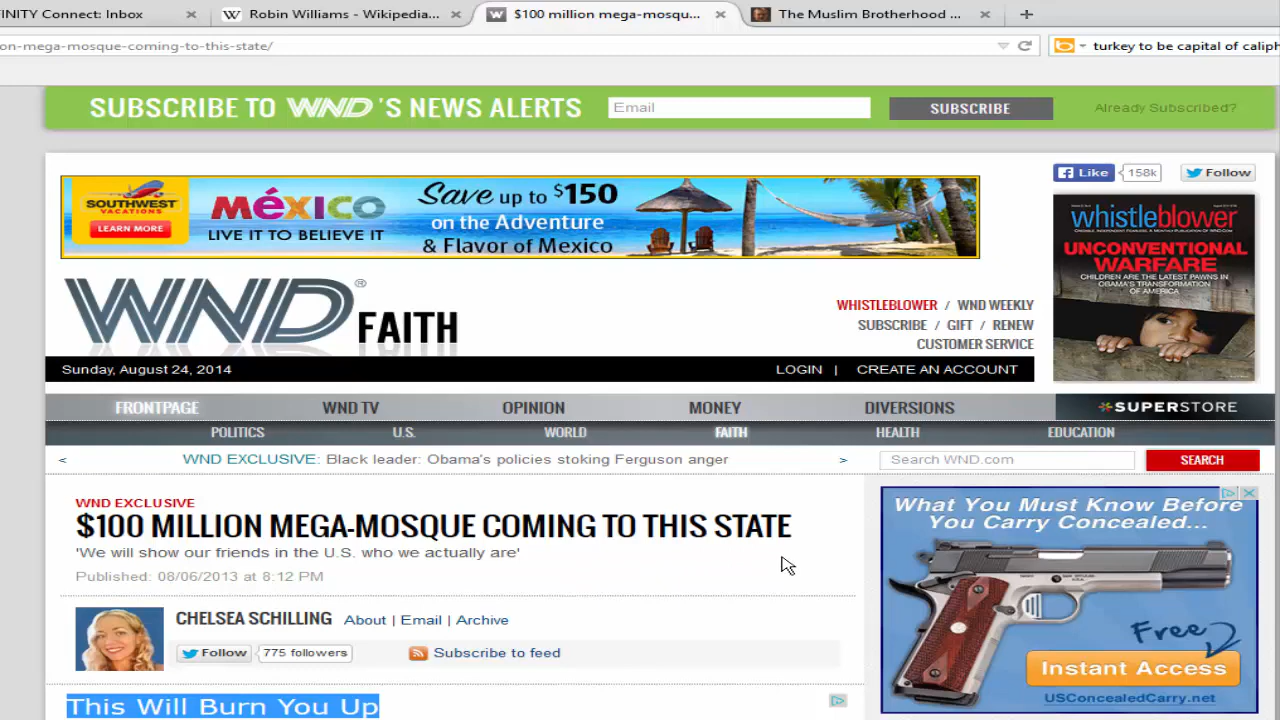 INITY Connect: Inbox
Robin Williams - Wikipedia...
$100 million mega-mosqu...
The Muslim Brotherhood ...
on-mega-mosque-coming-to-this-state/
turkey to be capital of caliph
SUBSCRIBE TO WND'S NEWS ALERTS
Email
SUBSCRIBE
Already Subscribed?
SOUTHWEST
VACATIONS
LEARN MORE
México
LIVE IT TO BELIEVE IT
Save up to $150
on the Adventure
& Flavor of Mexico
Like
158k
Follow
whistleblower
UNCONVENTIONAL
WARFARE
CHILDREN ARE THE LATEST PAWNS IN
OBAMA'S TRANSFORMATION
OF AMERICA
WND® FAITH
WHISTLEBLOWER / WND WEEKLY
SUBSCRIBE / GIFT / RENEW
CUSTOMER SERVICE
Sunday, August 24, 2014
LOGIN | CREATE AN ACCOUNT
FRONTPAGE
WND TV
OPINION
MONEY
DIVERSIONS
SUPERSTORE
POLITICS
U.S.
WORLD
FAITH
HEALTH
EDUCATION
< WND EXCLUSIVE: Black leader: Obama's policies stoking Ferguson anger >
Search WND.com
SEARCH
WND EXCLUSIVE
$100 MILLION MEGA-MOSQUE COMING TO THIS STATE
'We will show our friends in the U.S. who we actually are'
Published: 08/06/2013 at 8:12 PM
CHELSEA SCHILLING
About | Email | Archive
Follow
775 followers
Subscribe to feed
This Will Burn You Up
What You Must Know Before
You Carry Concealed...
Free
Instant Access
USConcealedCarry.net